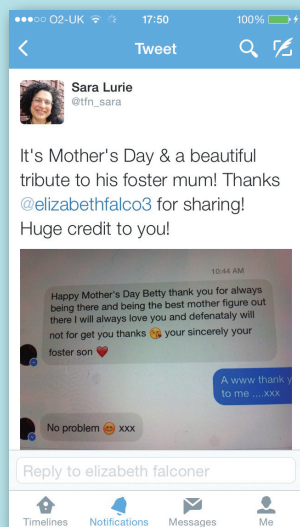 O2-UK 17:50 100%
Tweet
Sara Lurie
@tfn_sara
It's Mother's Day & a beautiful
tribute to his foster mum! Thanks
@elizabethfalco3 for sharing!
Huge credit to you!
10:44 AM
Happy Mother's Day Betty thank you for always
being there and being the best mother figure out
there I will always love you and defenataly will
not for get you thanks 😘 your sincerely your
foster son ❤️
A www thank y
to me ....xxx
No problem 😊 xxx
Reply to elizabeth falconer
Timelines Notifications Messages Me